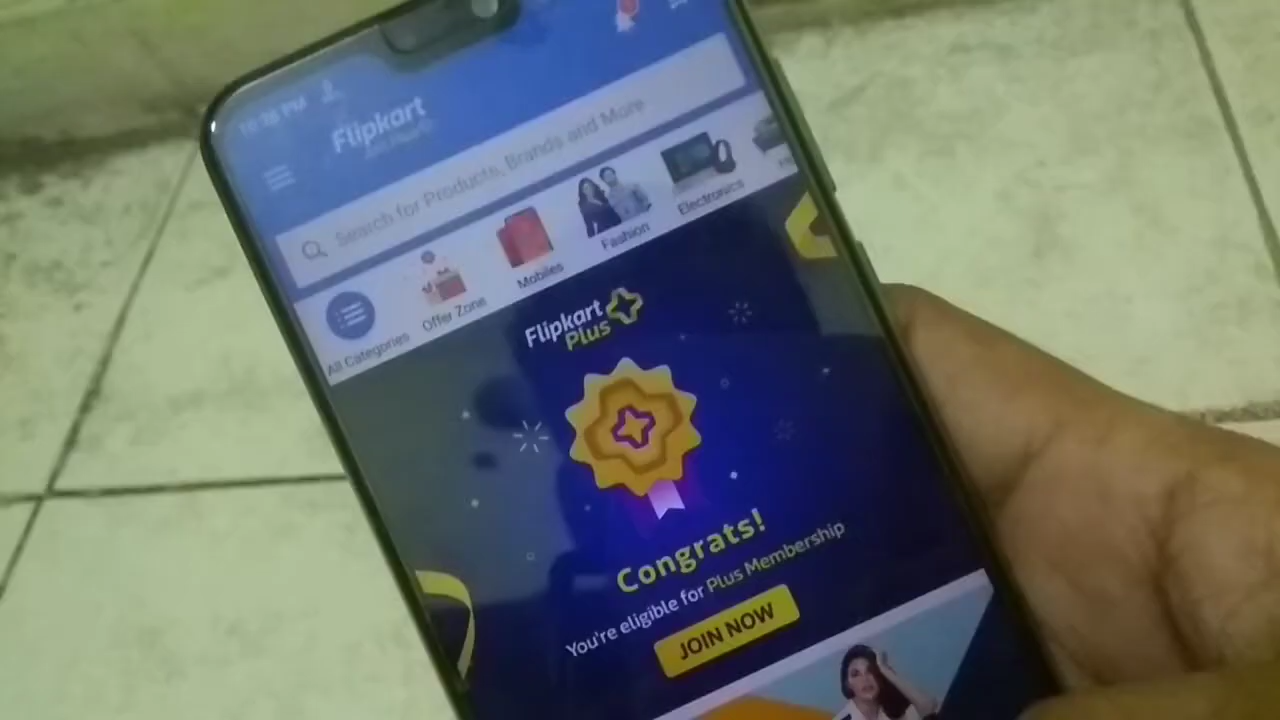 Flipkart
Search for Products, Brands and More
All Categories
Offer Zone
Mobiles
Fashion
Electronics
Flipkart
Plus
Congrats!
You're eligible for Plus Membership
JOIN NOW